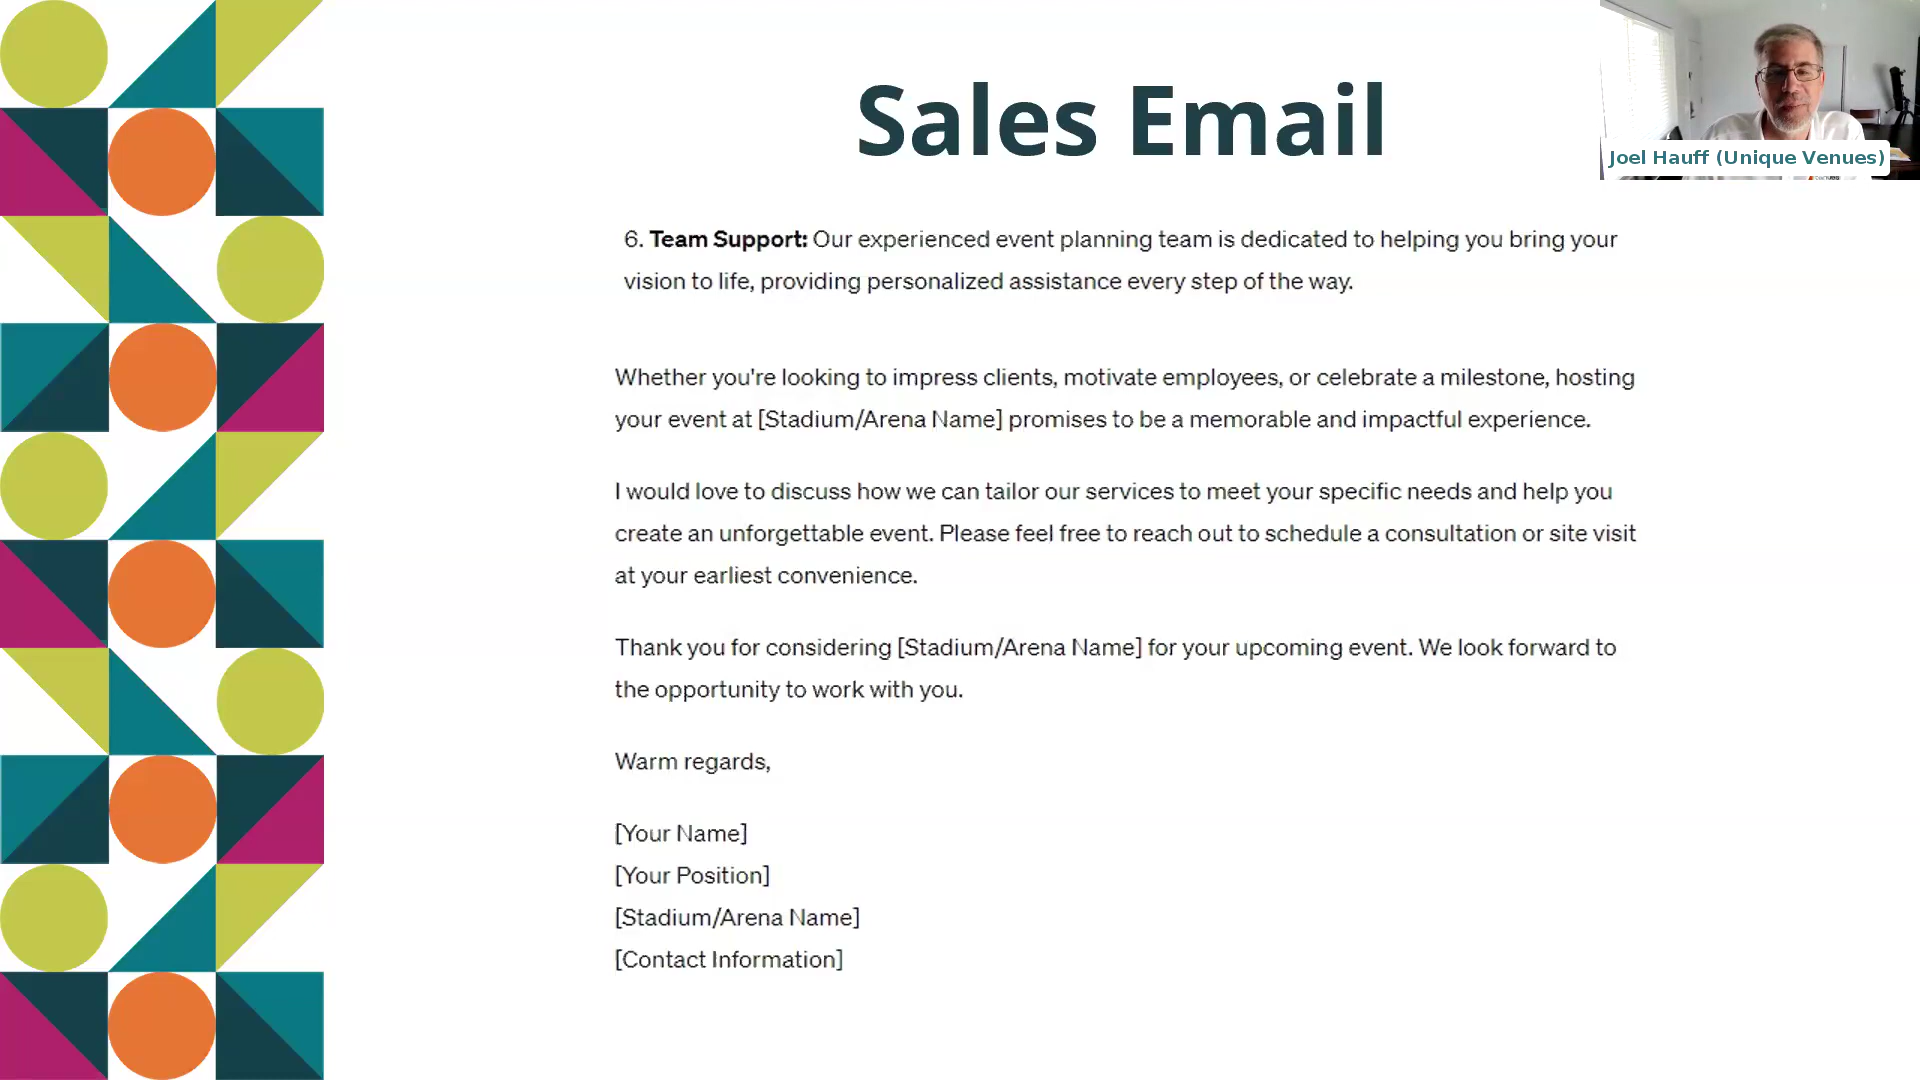 Sales Email
Joel Hauff (Unique Venues)
6. Team Support: Our experienced event planning team is dedicated to helping you bring your
vision to life, providing personalized assistance every step of the way.
Whether you're looking to impress clients, motivate employees, or celebrate a milestone, hosting
your event at [Stadium/Arena Name] promises to be a memorable and impactful experience.
I would love to discuss how we can tailor our services to meet your specific needs and help you
create an unforgettable event. Please feel free to reach out to schedule a consultation or site visit
at your earliest convenience.
Thank you for considering [Stadium/Arena Name] for your upcoming event. We look forward to
the opportunity to work with you.
Warm regards,
[Your Name]
[Your Position]
[Stadium/Arena Name]
[Contact Information]